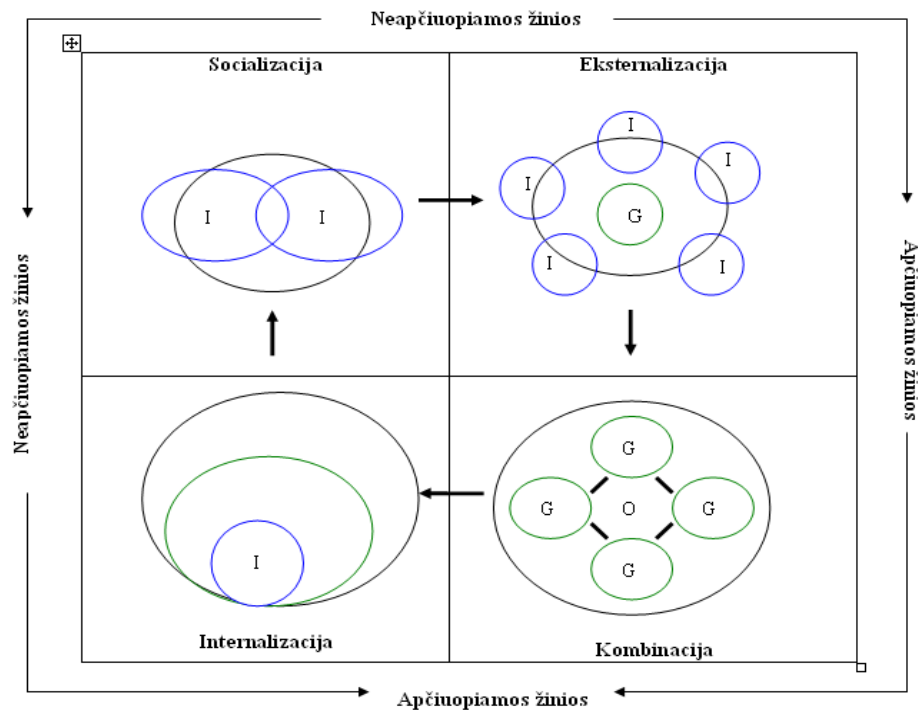 Neapčiuopiamos žinios
Socializacija
Eksternalizacija
I
I
I
I
I
G
I
I
Neapčiuopiamos žinios
Apčiuopiamos žinios
I
G
G
O
G
G
Internalizacija
Kombinacija
Apčiuopiamos žinios